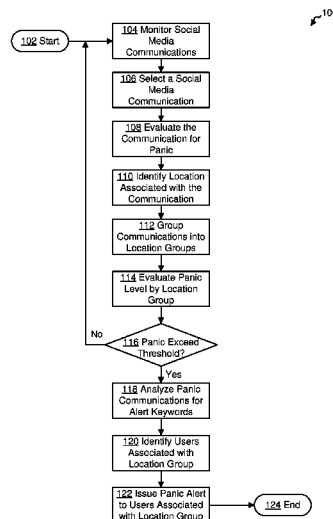 10
102 Start
104 Monitor Social
Media
Communications
106 Select a Social
Media
Communication
108 Evaluate the
Communication for
Panic
110 Identify Location
Associated with the
Communication
112 Group
Communications into
Location Groups
114 Evaluate Panic
Level by Location
Group
No
116 Panic Exceed
Threshold?
Yes
118 Analyze Panic
Communications for
Alert Keywords
120 Identify Users
Associated with
Location Group
122 Issue Panic Alert
to Users Associated
with Location Group
124 End